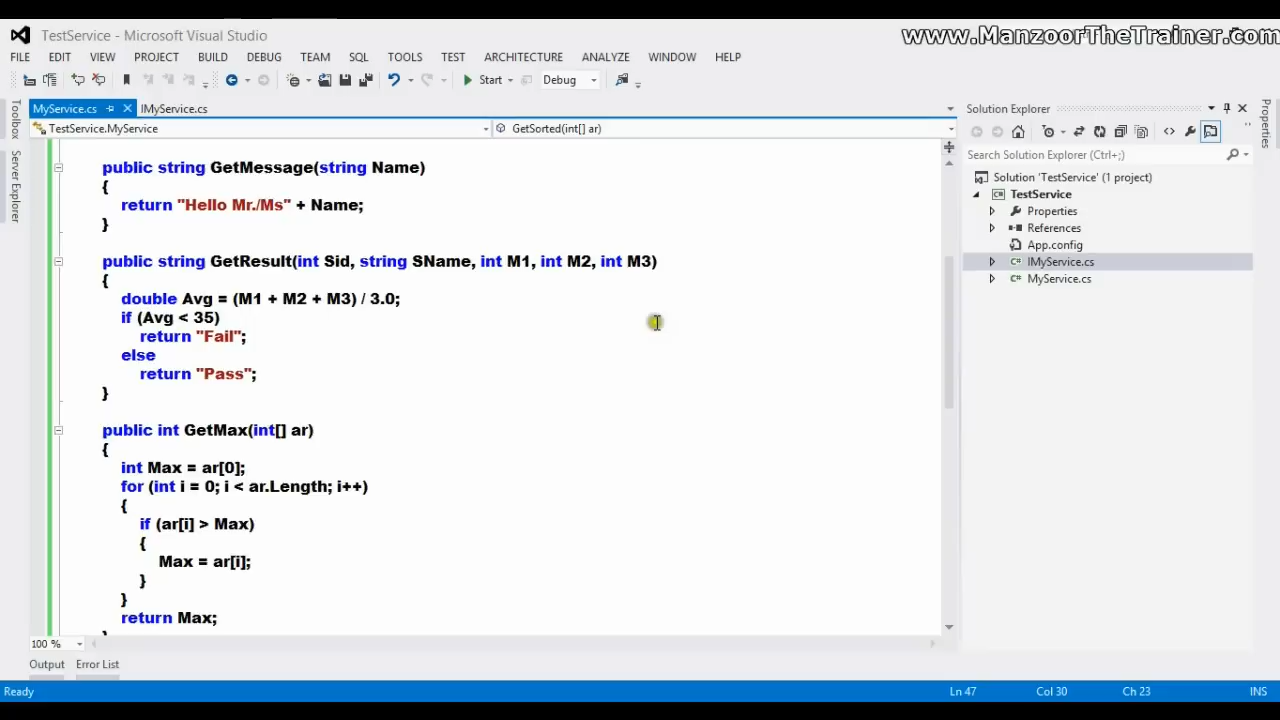 www.ManzoorTheTrainer.com
TestService - Microsoft Visual Studio
FILE EDIT VIEW PROJECT BUILD DEBUG TEAM SQL TOOLS TEST ARCHITECTURE ANALYZE WINDOW HELP
Start Debug
MyService.cs IMyService.cs
TestService.MyService GetSorted(int[] ar)
Toolbox
Server Explorer
public string GetMessage(string Name)
{
return "Hello Mr./Ms" + Name;
}
public string GetResult(int Sid, string SName, int M1, int M2, int M3)
{
double Avg = (M1 + M2 + M3) / 3.0;
if (Avg < 35)
return "Fail";
else
return "Pass";
}
public int GetMax(int[] ar)
{
int Max = ar[0];
for (int i = 0; i < ar.Length; i++)
{
if (ar[i] > Max)
{
Max = ar[i];
}
}
return Max;
100 %
Solution Explorer
Search Solution Explorer (Ctrl+;)
Solution 'TestService' (1 project)
TestService
Properties
References
App.config
IMyService.cs
MyService.cs
Properties
Output Error List
Ready Ln 47 Col 30 Ch 23 INS